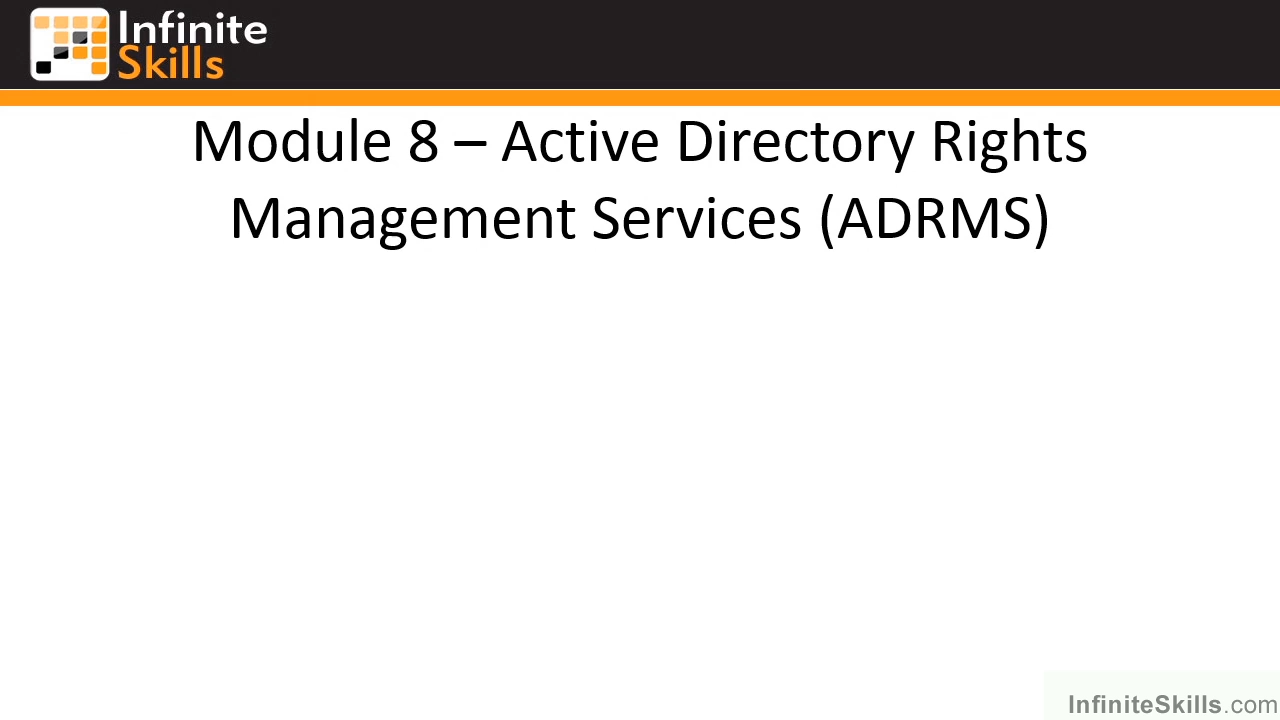 Infinite
Skills
Module 8 – Active Directory Rights
Management Services (ADRMS)
InfiniteSkills.com